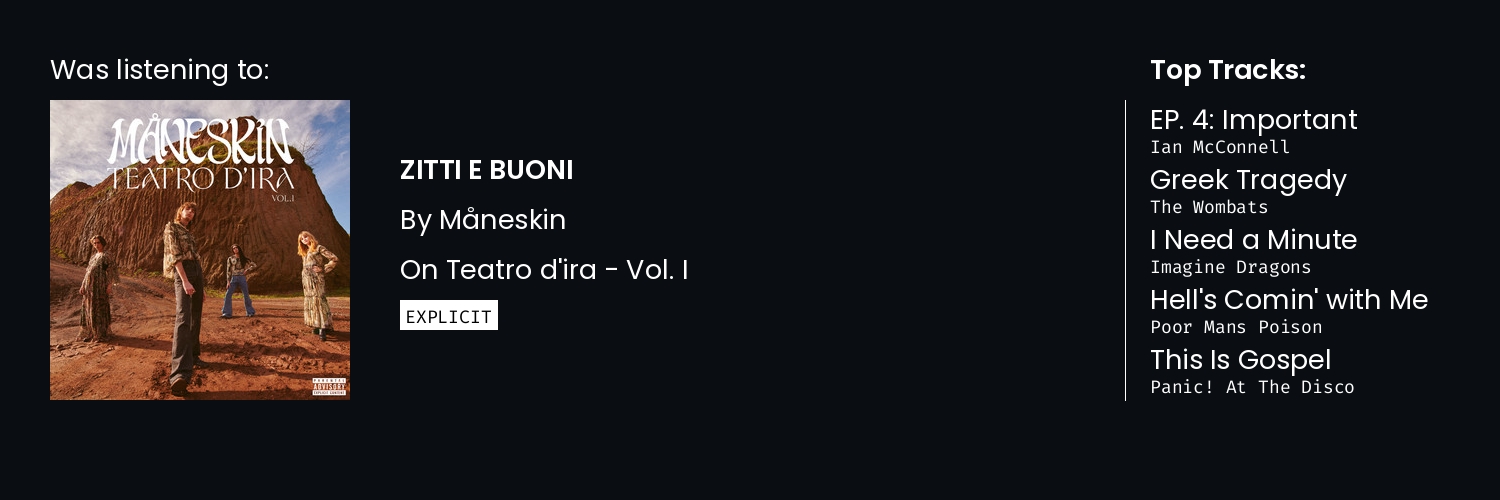 Was listening to:
MÅNESKIN
TEATRO D'IRA
VOL.I
PARENTAL
ADVISORY
EXPLICIT CONTENT
ZITTI E BUONI
By Måneskin
On Teatro d'ira - Vol. I
EXPLICIT
Top Tracks:
EP. 4: Important
Ian McConnell
Greek Tragedy
The Wombats
I Need a Minute
Imagine Dragons
Hell's Comin' with Me
Poor Mans Poison
This Is Gospel
Panic! At The Disco